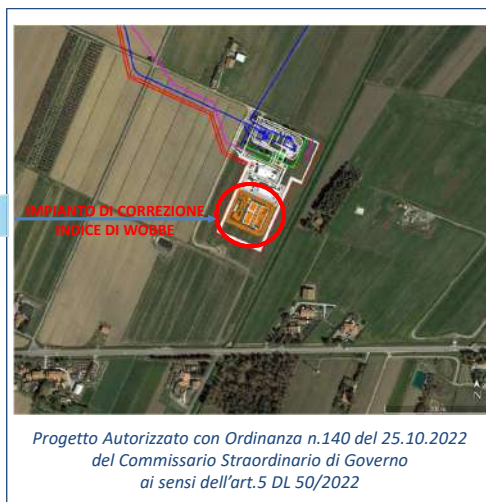 IMPIANTO DI CORREZIONE
INDICE DI WOBBE
N
Progetto Autorizzato con Ordinanza n.140 del 25.10.2022
del Commissario Straordinario di Governo
ai sensi dell'art.5 DL 50/2022